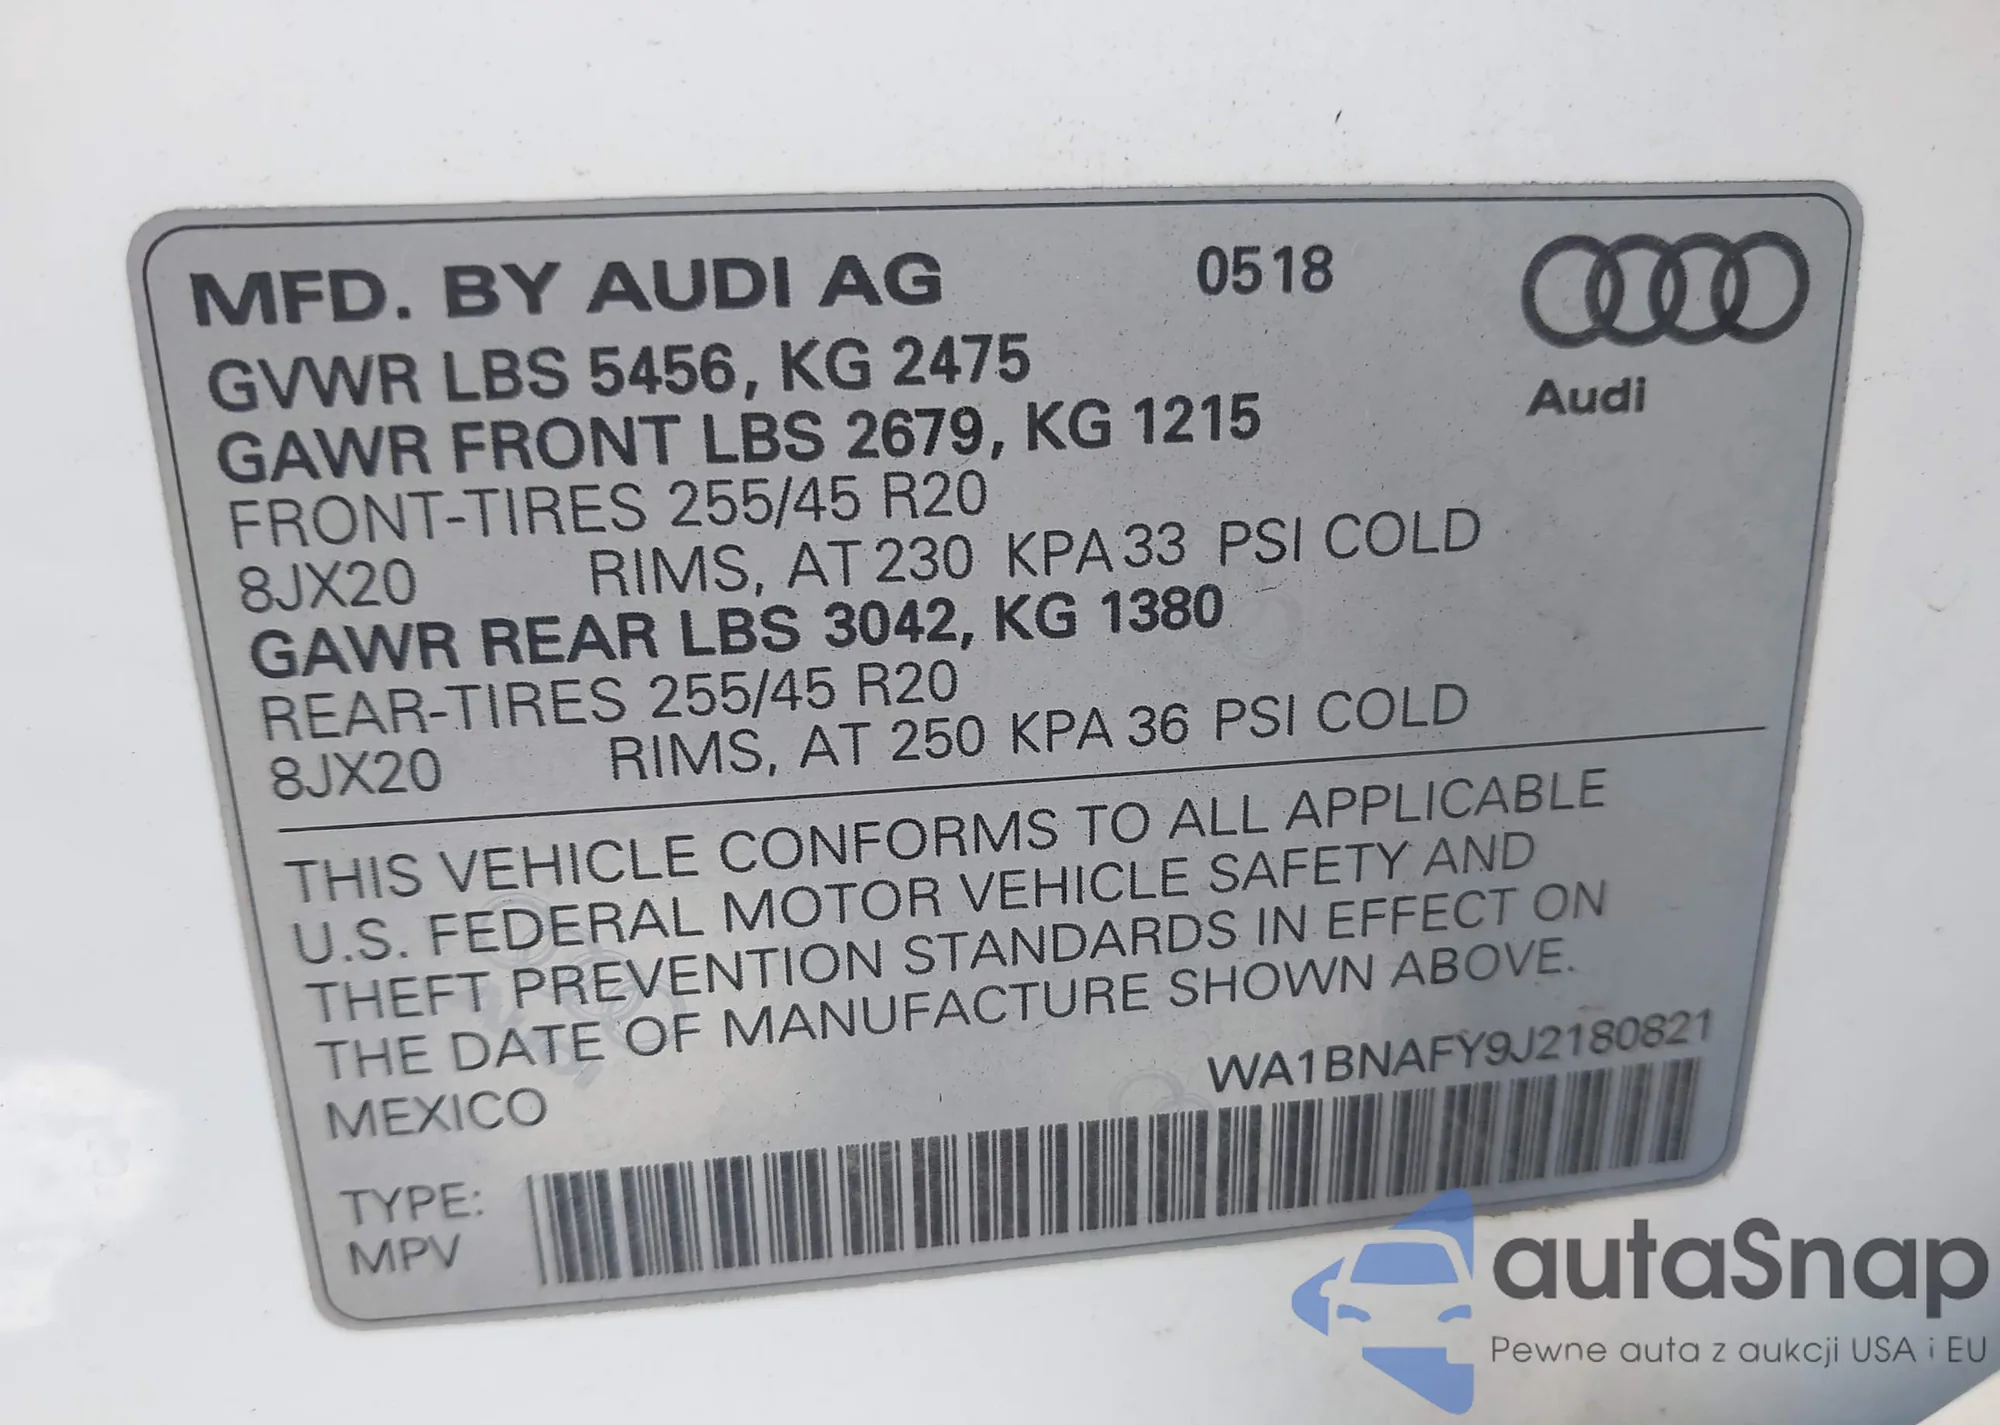 MFD. BY AUDI AG 0518
Audi
GVWR LBS 5456, KG 2475
GAWR FRONT LBS 2679, KG 1215
FRONT-TIRES 255/45 R20
8JX20 RIMS, AT 230 KPA 33 PSI COLD
GAWR REAR LBS 3042, KG 1380
REAR-TIRES 255/45 R20
8JX20 RIMS, AT 250 KPA 36 PSI COLD
THIS VEHICLE CONFORMS TO ALL APPLICABLE
U.S. FEDERAL MOTOR VEHICLE SAFETY AND
THEFT PREVENTION STANDARDS IN EFFECT ON
THE DATE OF MANUFACTURE SHOWN ABOVE.
MEXICO WA1BNAFY9J2180821
TYPE:
MPV
autaSnap
Pewne auta z aukcji USA i EU